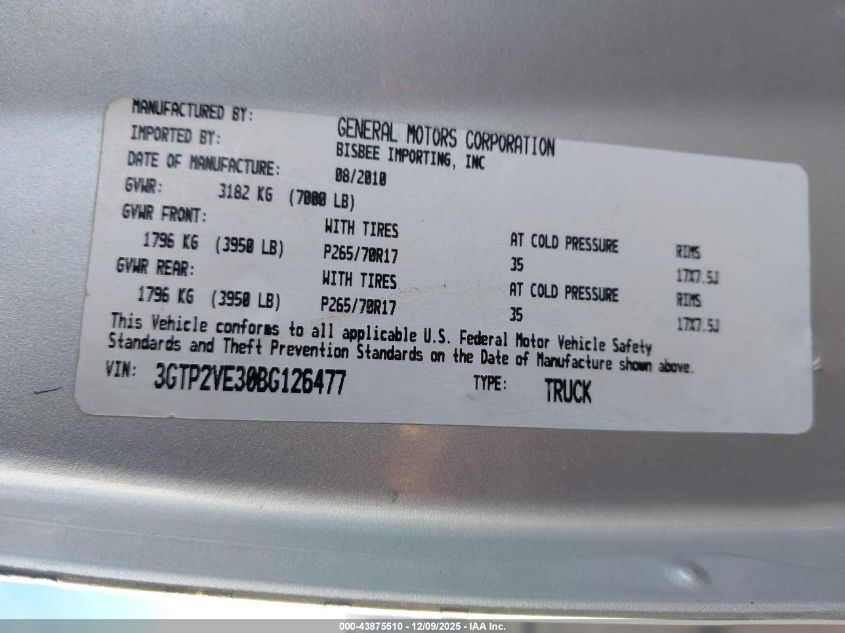 MANUFACTURED BY: GENERAL MOTORS CORPORATION
IMPORTED BY: BISBEE IMPORTING, INC
DATE OF MANUFACTURE: 08/2010
GVWR: 3182 KG (7000 LB)
GVWR FRONT: WITH TIRES AT COLD PRESSURE RIMS
1796 KG (3950 LB) P265/70R17 35 17X7.5J
GVWR REAR: WITH TIRES AT COLD PRESSURE RIMS
1796 KG (3950 LB) P265/70R17 35 17X7.5J
This Vehicle conforms to all applicable U.S. Federal Motor Vehicle Safety
Standards and Theft Prevention Standards on the Date of Manufacture shown above.
VIN: 3GTP2VE30BG126477 TYPE: TRUCK
000-43875510 - 12/09/2025 - IAA Inc.